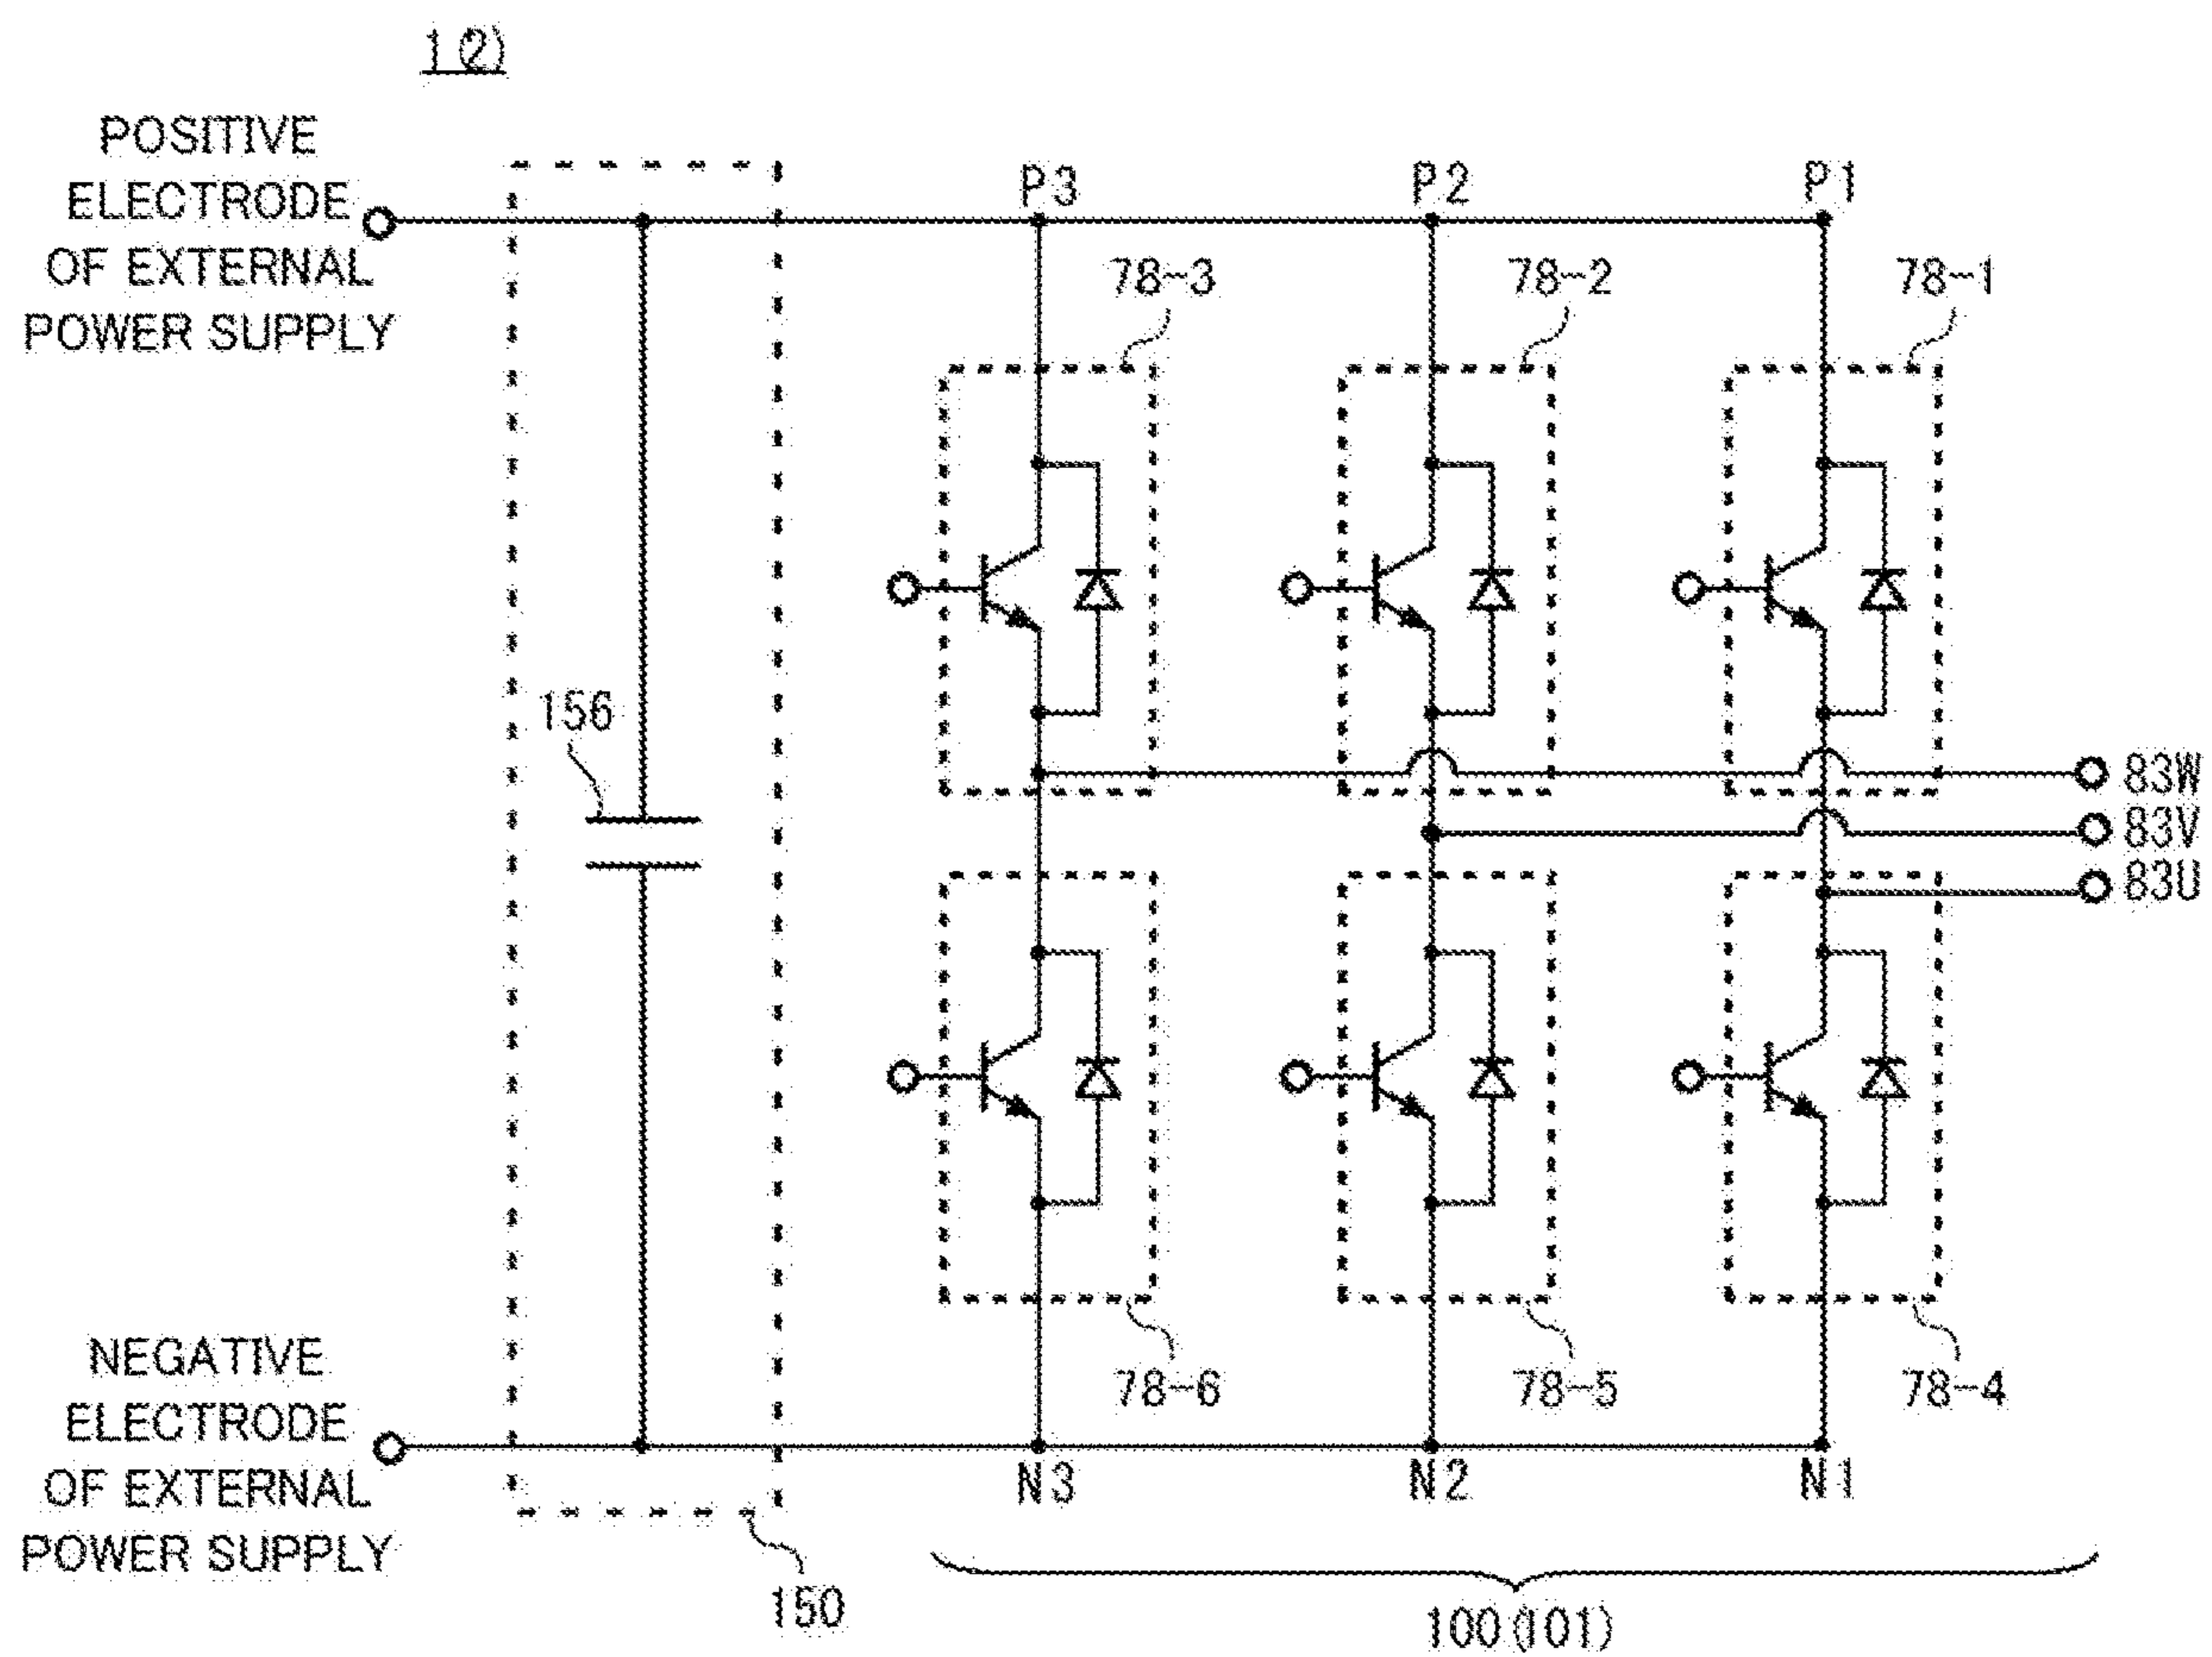 1(2)
POSITIVE
ELECTRODE
OF EXTERNAL
POWER SUPPLY
P3
P2
P1
78-3
78-2
78-1
156
83W
83V
83U
78-6
78-5
78-4
NEGATIVE
ELECTRODE
OF EXTERNAL
POWER SUPPLY
N3
N2
N1
150
100(101)